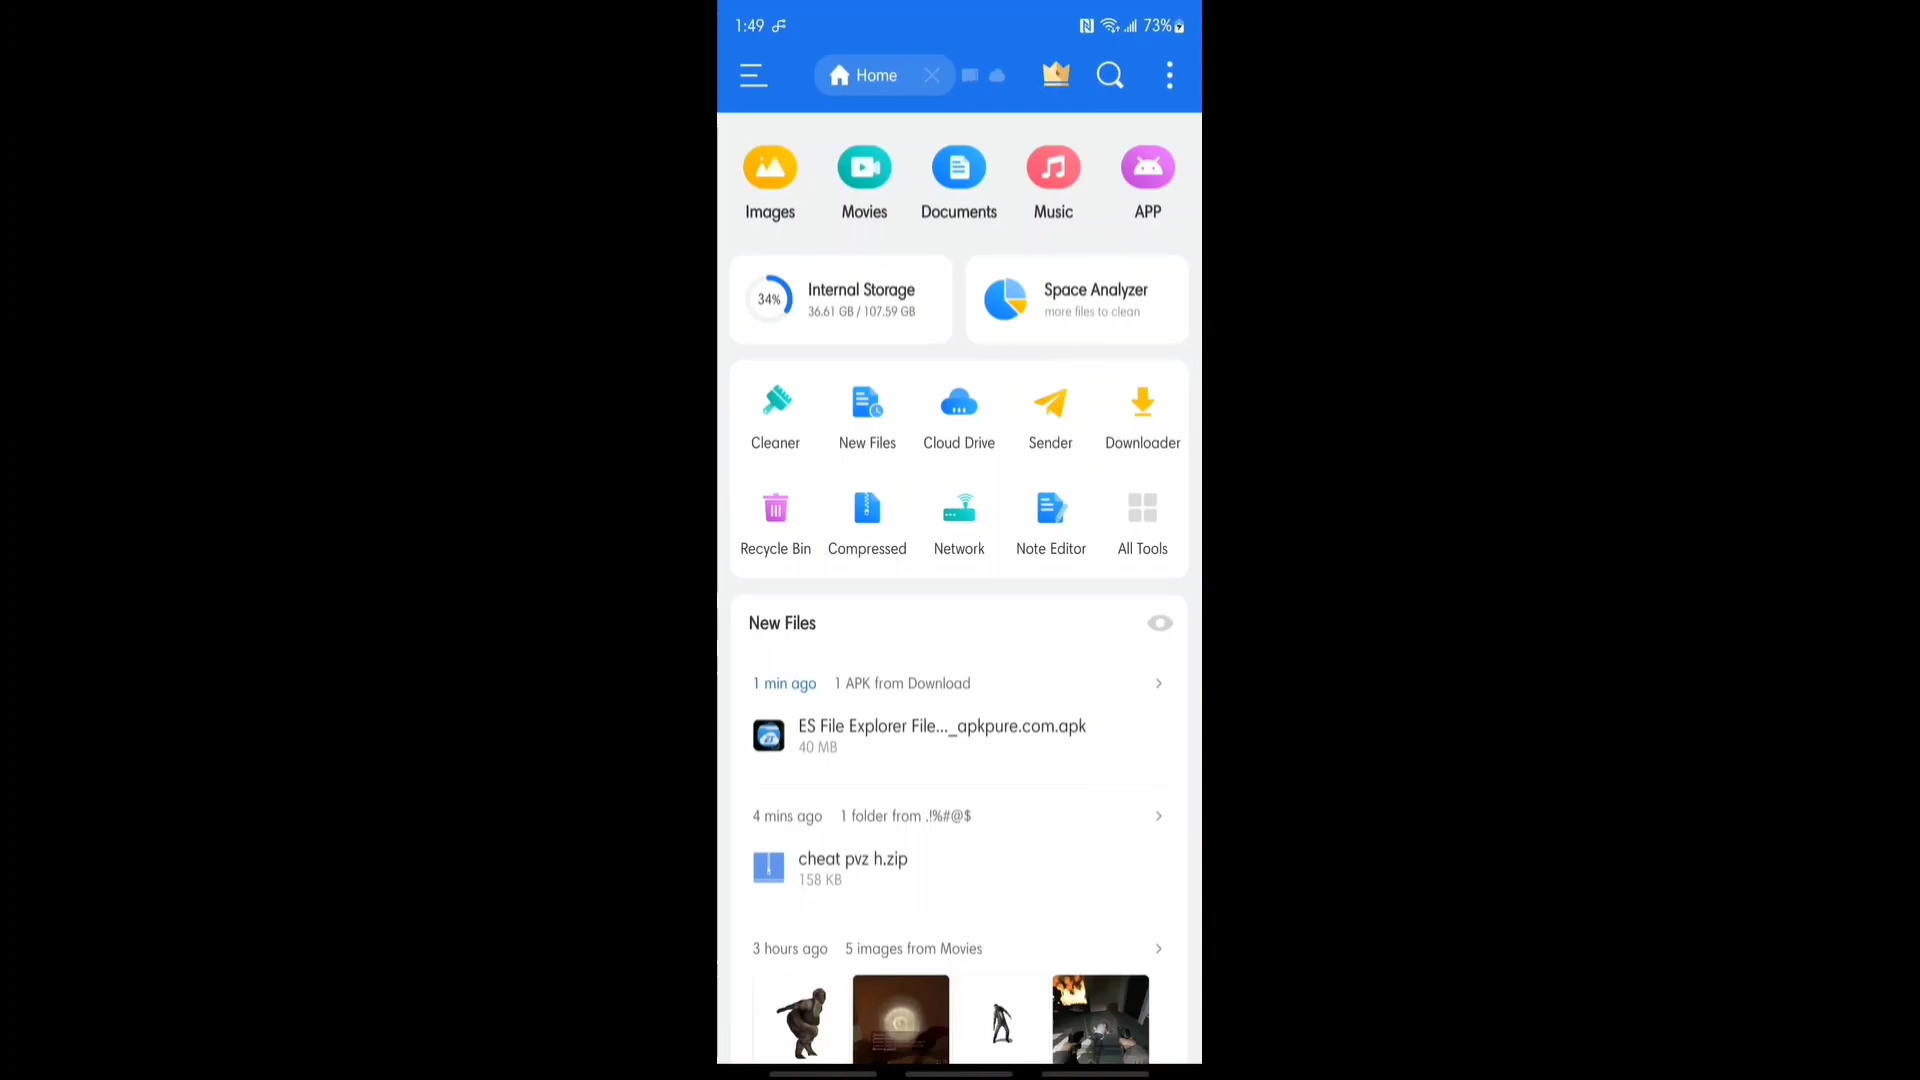 1:49 73%
Home
Images Movies Documents Music APP
34% Internal Storage
36.61 GB / 107.59 GB
Space Analyzer
more files to clean
Cleaner New Files Cloud Drive Sender Downloader
Recycle Bin Compressed Network Note Editor All Tools
New Files
1 min ago 1 APK from Download
ES File Explorer File..._apkpure.com.apk
40 MB
4 mins ago 1 folder from .!%#@$
cheat pvz h.zip
158 KB
3 hours ago 5 images from Movies